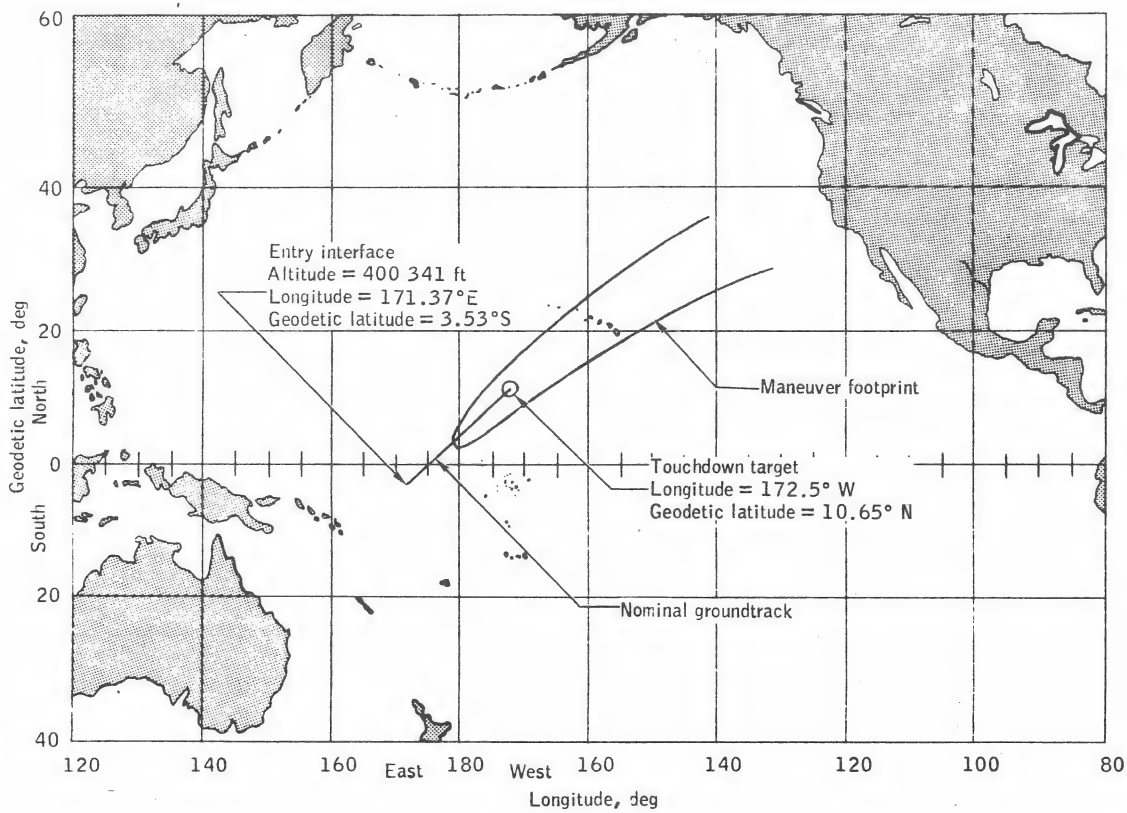 60
40
20
0
20
40
Geodetic latitude, deg
North
South
Entry interface
Altitude = 400 341 ft
Longitude = 171.37°E
Geodetic latitude = 3.53°S
Maneuver footprint
Touchdown target
Longitude = 172.5° W
Geodetic latitude = 10.65° N
Nominal groundtrack
120 140 160 East 180 West 160 140 120 100 80
Longitude, deg